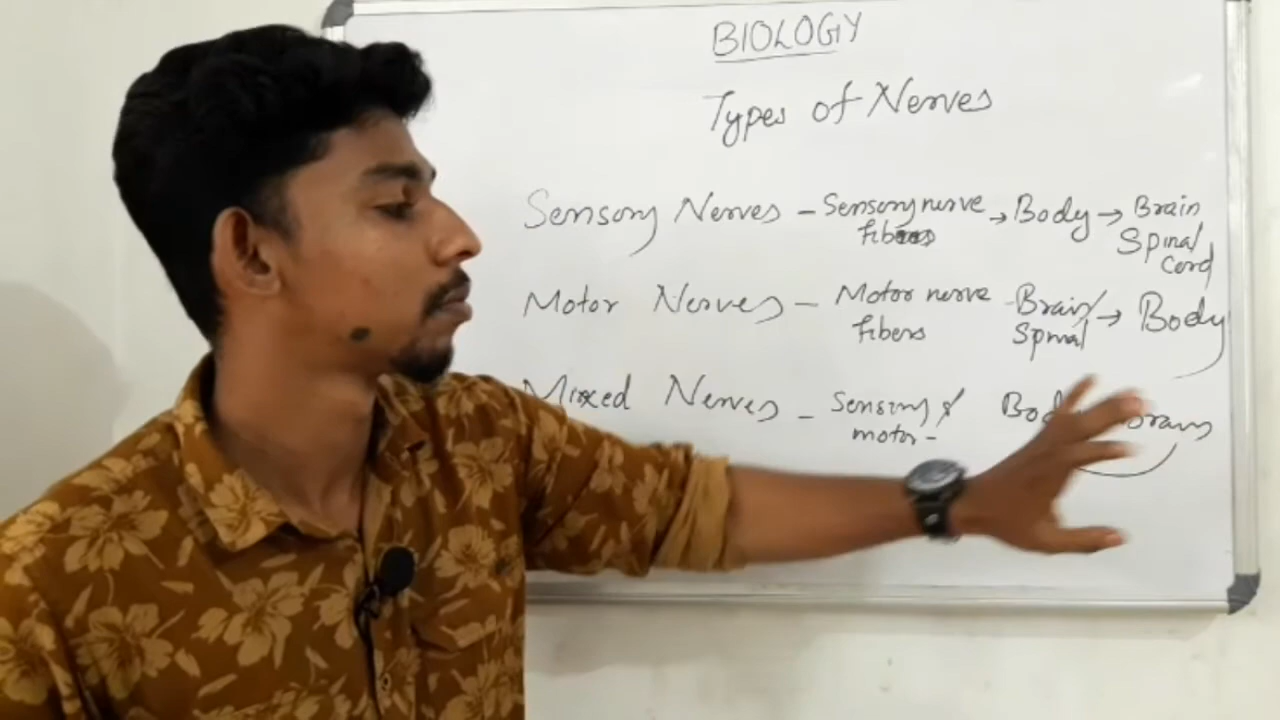 BIOLOGY
Types of Nerves
Sensory Nerves - Sensory nerve → Body → Brain
fibers Spinal
Cord
Motor Nerves - Motor nerve - Brain/ → Body
fibers Spinal
Mixed Nerves - Sensory &
motor -